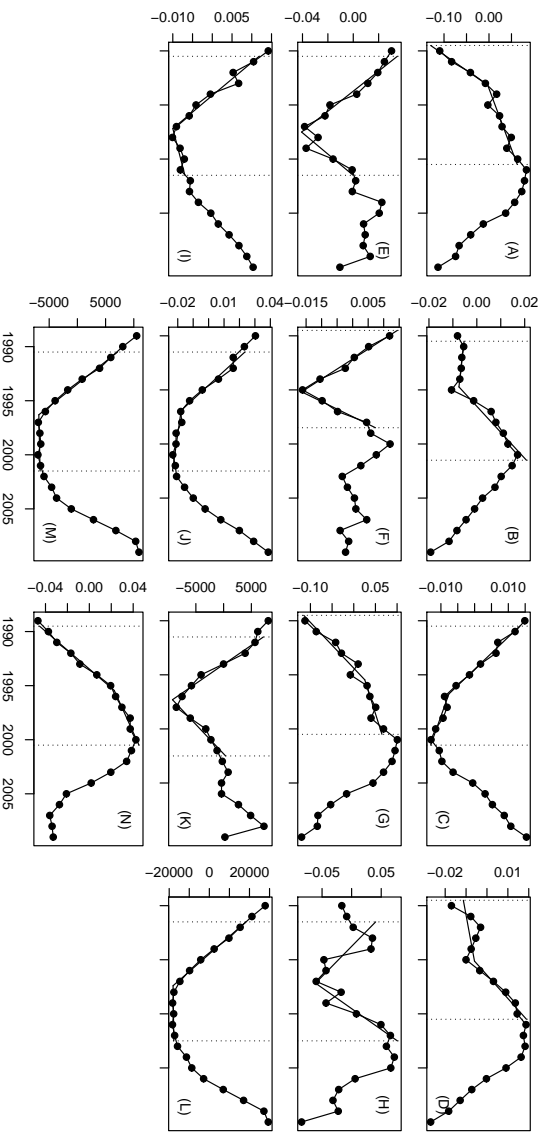 −0.010 0.005
(I)
−0.04 0.00
(E)
−0.10 0.00
(A)
−5000 5000
(M)
1990 1995 2000 2005
−0.02 0.01 0.04
(J)
−0.015 0.005
(F)
−0.02 0.00 0.02
(B)
−0.04 0.00 0.04
(N)
1990 1995 2000 2005
−5000 5000
(K)
−0.10 0.05
(G)
−0.010 0.010
(C)
−20000 0 20000
(L)
−0.05 0.05
(H)
−0.02 0.01
(D)